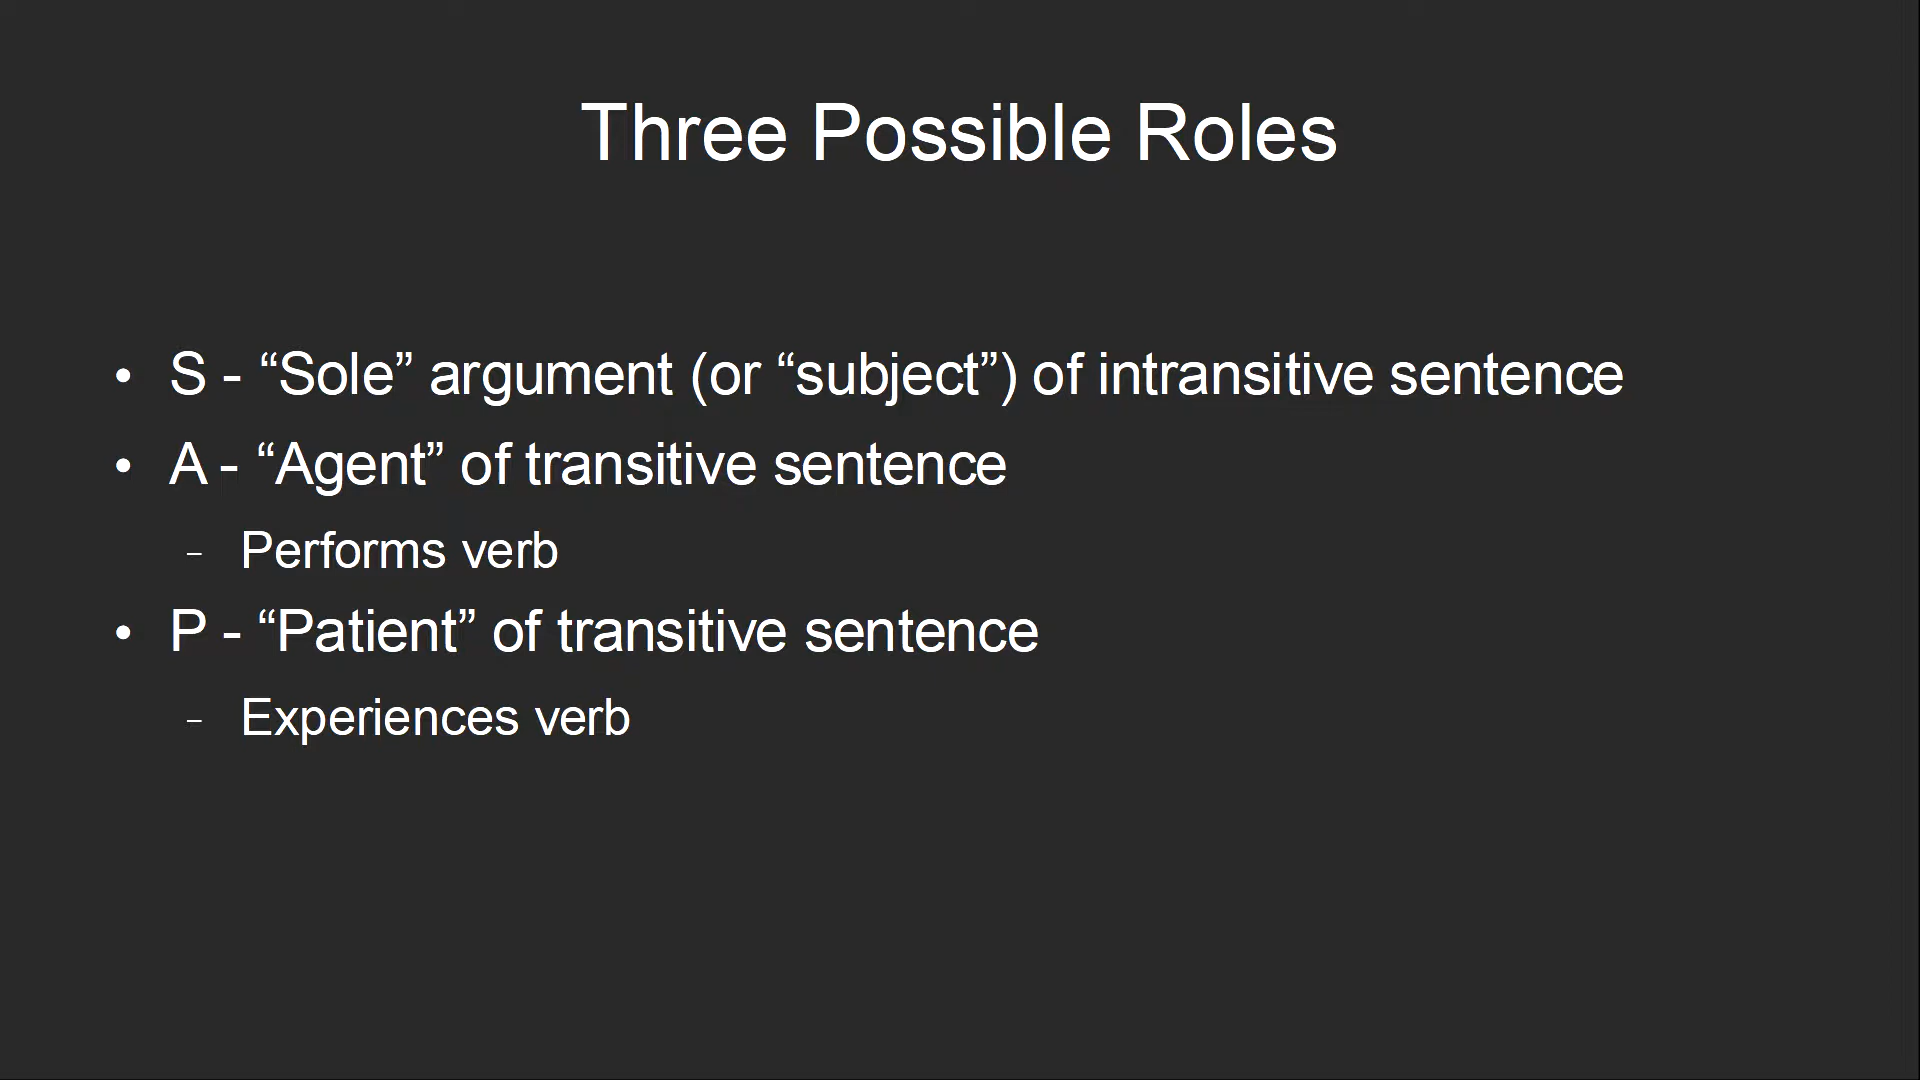 Three Possible Roles
• S - “Sole” argument (or “subject”) of intransitive sentence
• A - “Agent” of transitive sentence
– Performs verb
• P - “Patient” of transitive sentence
– Experiences verb